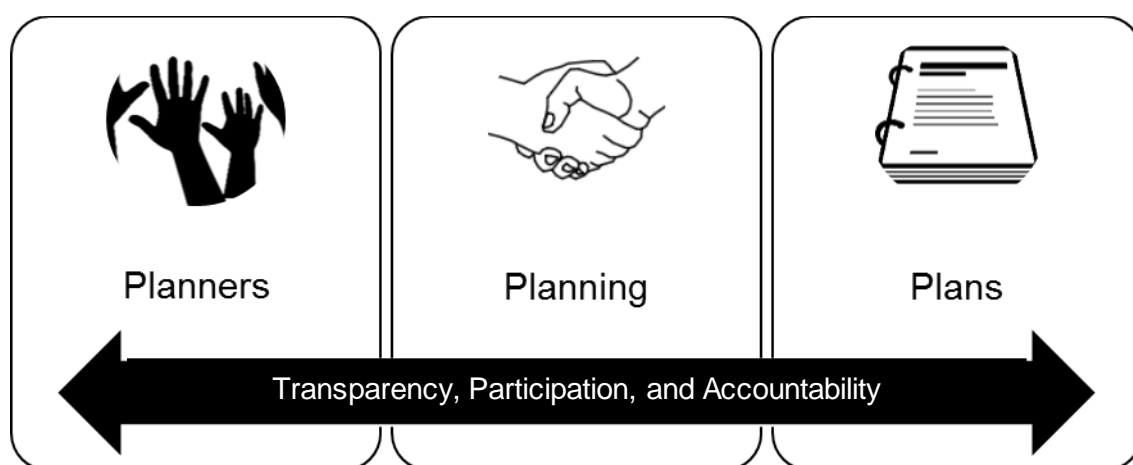 Planners
Planning
Plans
Transparency, Participation, and Accountability